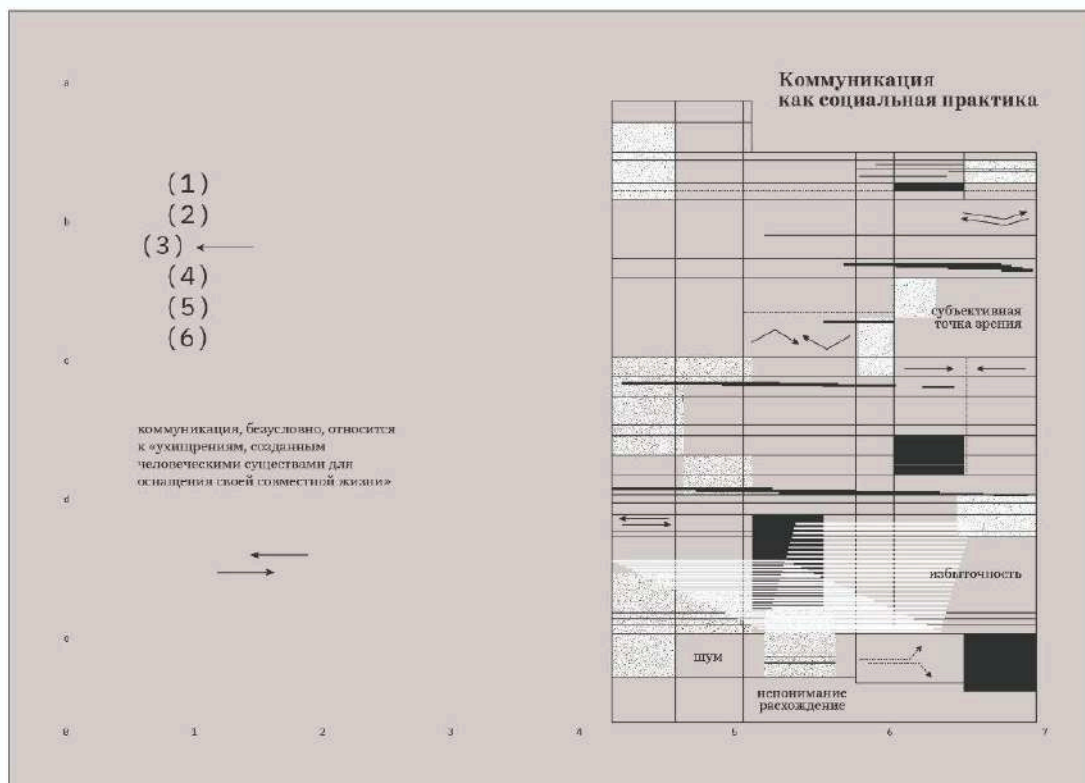 Коммуникация
как социальная практика
a
(1)
(2)
b
(3)
(4)
(5)
(6)
субъективная
точка зрения
c
коммуникация, безусловно, относится
к «ухищрениям, созданным
человеческими существами для
оснащения своей совместной жизни»
d
избыточность
e
шум
непонимание
расхождение
0 1 2 3 4 5 6 7